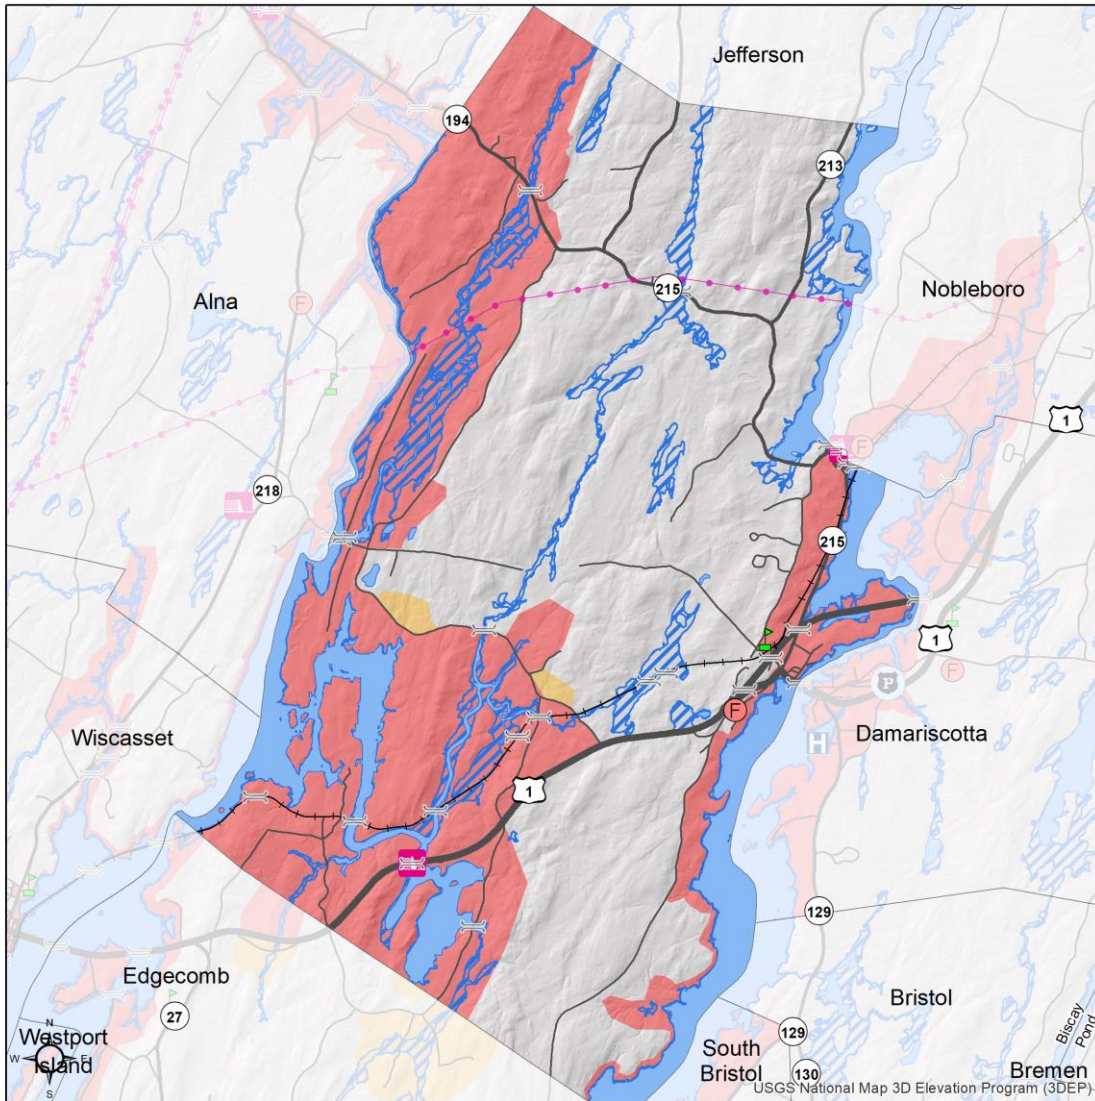 Jefferson
194
213
Alna
F
215
Nobleboro
1
F
218
215
1
F
P
Wiscasset
F
H
Damariscotta
1
129
Edgecomb
27
Bristol
Westport
Island
N
W
E
S
129
South
Bristol
130
Biscay
Pond
Bremen
USGS National Map 3D Elevation Program (3DEP)